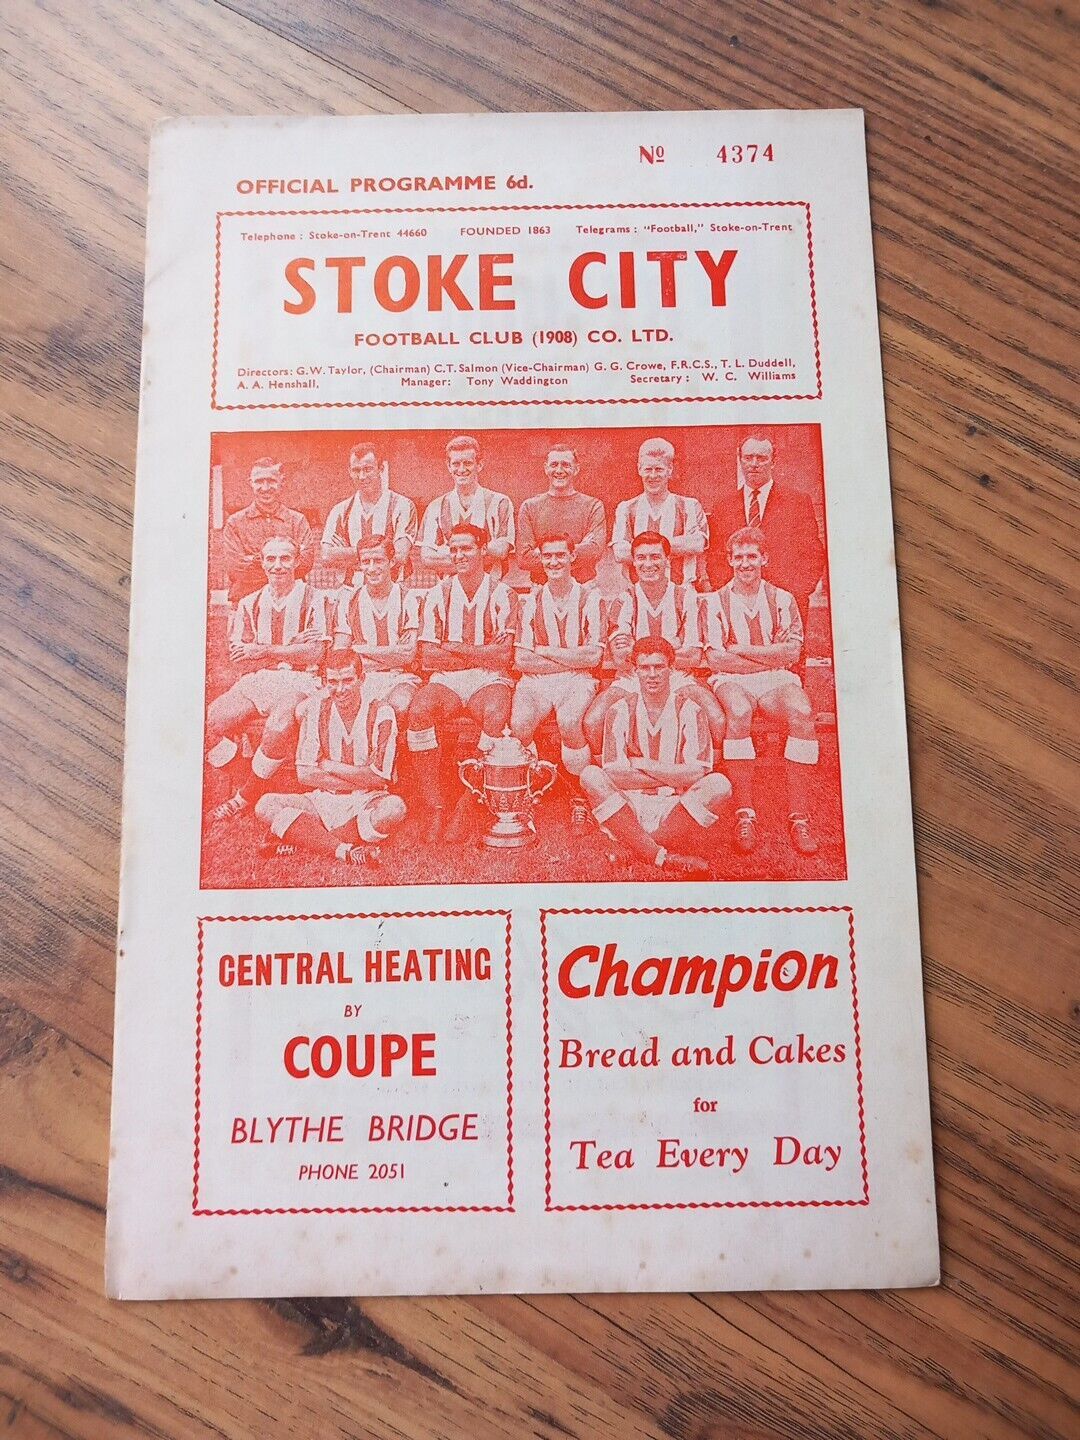 Nº 4374
OFFICIAL PROGRAMME 6d.
Telephone : Stoke-on-Trent 44660 FOUNDED 1863 Telegrams : "Football," Stoke-on-Trent
STOKE CITY
FOOTBALL CLUB (1908) CO. LTD.
Directors: G. W. Taylor, (Chairman) C.T. Salmon (Vice-Chairman) G. G. Crowe, F.R.C.S., T. L. Duddell,
A. A. Henshall, Manager: Tony Waddington Secretary : W. C. Williams
CENTRAL HEATING
BY
COUPE
BLYTHE BRIDGE
PHONE 2051
Champion
Bread and Cakes
for
Tea Every Day